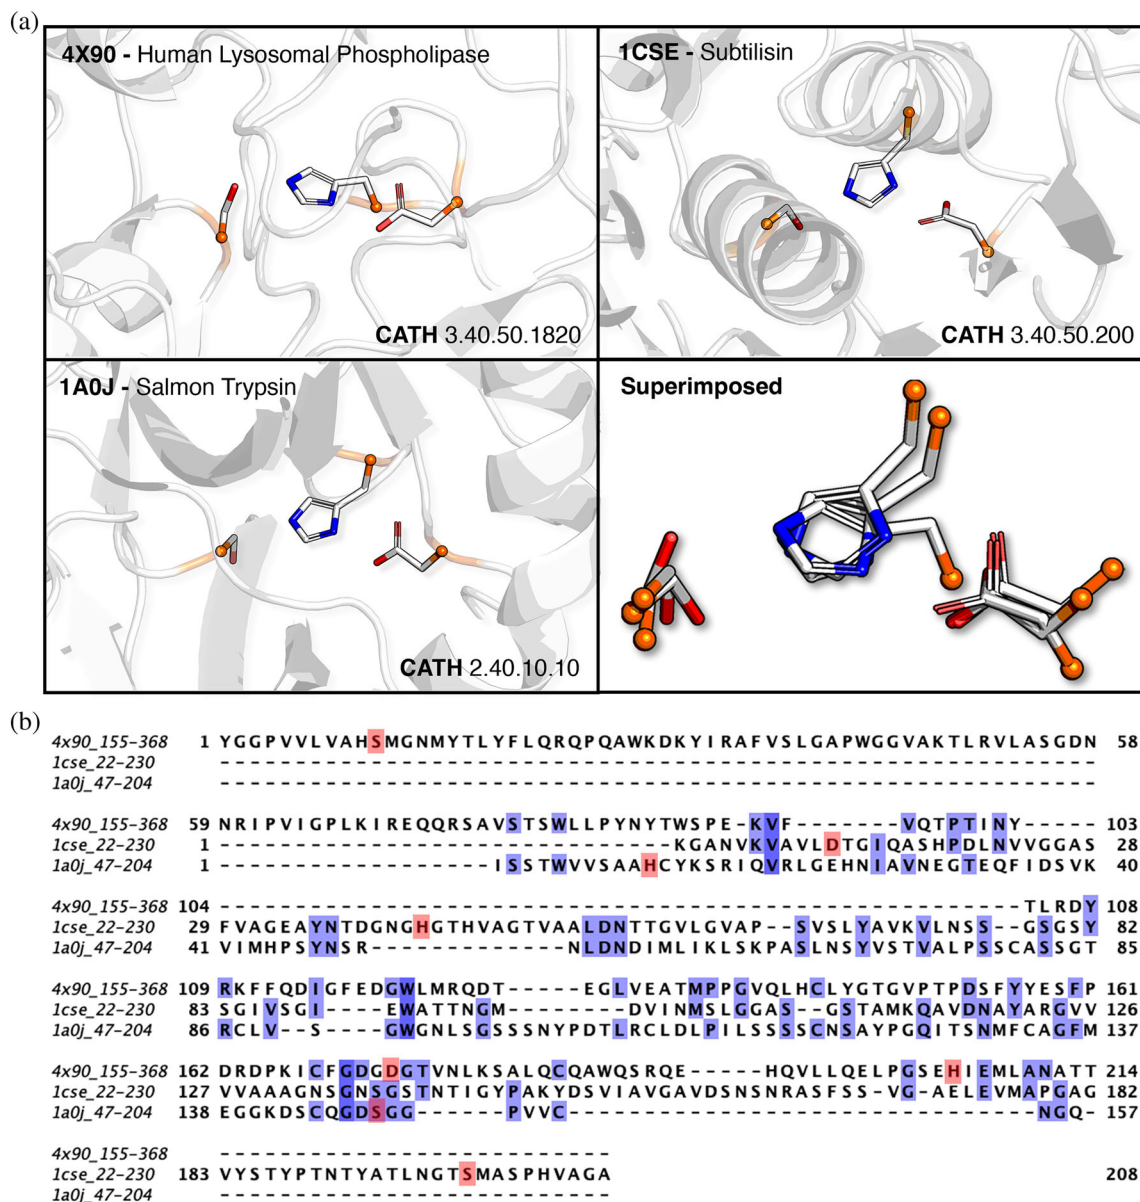 (a)
4X90 - Human Lysosomal Phospholipase
CATH 3.40.50.1820
1CSE - Subtilisin
CATH 3.40.50.200
1A0J - Salmon Trypsin
CATH 2.40.10.10
Superimposed
(b)
4x90_155-368 1 YGGPVVLVAHSMGNMYTLYFLQRQPQAWKDKYIRAFVSLGAPWGGVAKTLRVLASGDN 58
1cse_22-230 ----------------------------------------------------------
1a0j_47-204 ----------------------------------------------------------
4x90_155-368 59 NRIPVIGPLKIREQQRSAVSTSWLLPYNYTWSPE-KVF-------VQTPTINY----- 103
1cse_22-230 1 ----------------------------KGANVKVAVLDTGIQASHPDLNVVGGAS 28
1a0j_47-204 1 ------------------ISSTWVVSAAHCYKSRIQVRLGEHNIAVNEGTEQFIDSVK 40
4x90_155-368 104 -----------------------------------------------------TLRDY 108
1cse_22-230 29 FVAGEAYNTDGNGHGTHVAGTVAALDNTTGVLGVAP--SVSLYAVKVLNSS--GSGSY 82
1a0j_47-204 41 VIMHPSYNSR-------------NLDNDIMLIKLSKPASLNSYVSTVALPSSCASSGT 85
4x90_155-368 109 RKFFQDIGFEDGWLMRQDT-----EGLVEATMPPGVQLHCLYGTGVPTPDSFYYESFP 161
1cse_22-230 83 SGIVSGI----EWATTNGM--------DVINMSLGGAS--GSTAMKQAVDNAYARGVV 126
1a0j_47-204 86 RCLV--S----GWGNLSGSSSNYPDTLRCLDLPILSSSSCNSAYPGQITSNMFCAGFM 137
4x90_155-368 162 DRDPKICFGDGDGTVNLKSALQCQAWQSRQE----HQVLLQELPGSEHIEMLANATT 214
1cse_22-230 127 VVAAAGNSGNSGSTNTIGYPAKYDSVIAVGAVDSNSNRASFSSVG-AELEVMAPGAG 182
1a0j_47-204 138 EGGKDSCQGDSGG------PVVC-------------------------------NGQ- 157
4x90_155-368 --------------------------
1cse_22-230 183 VYSTYPTNTYATLNGTSMASPHVAGA 208
1a0j_47-204 --------------------------